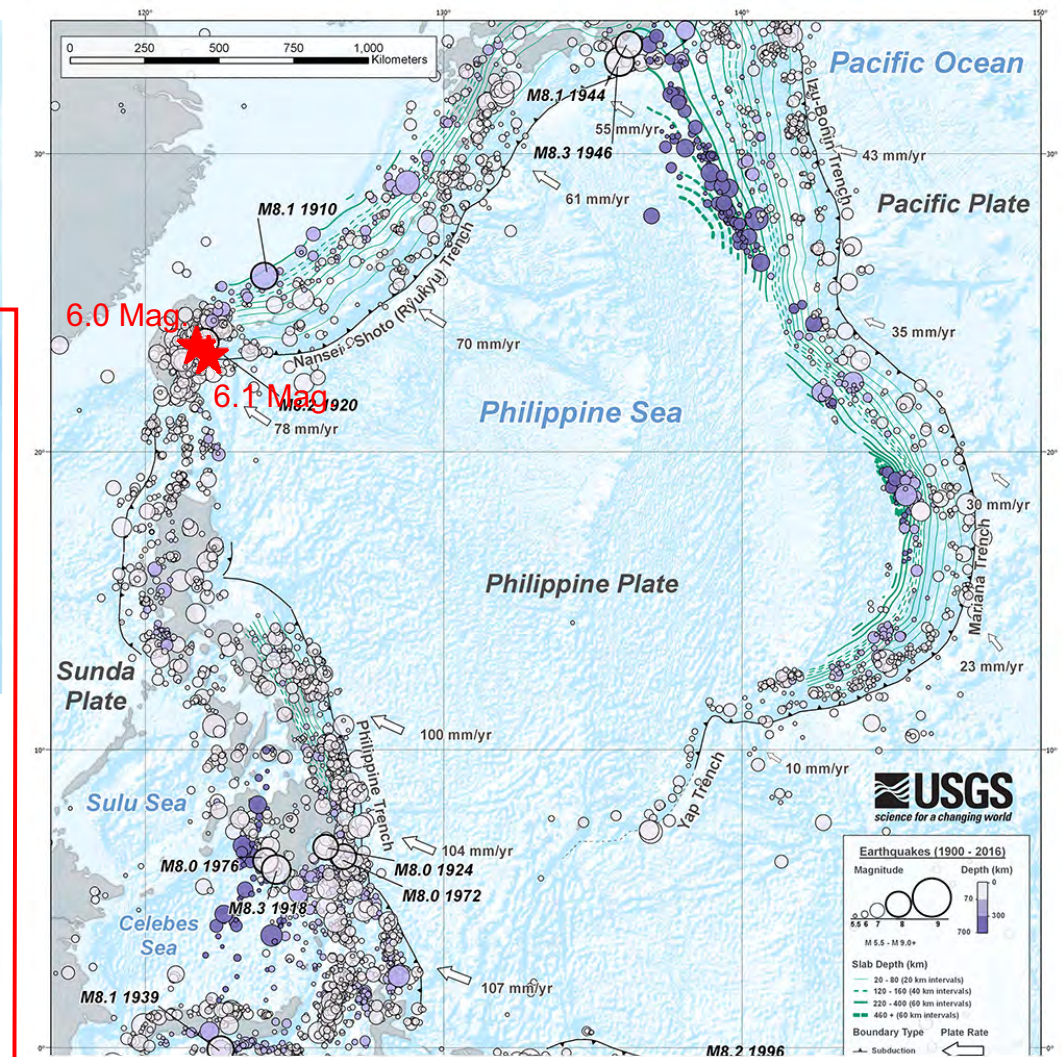 120°
130°
140°
150°
0 250 500 750 1,000
Kilometers
Pacific Ocean
M8.1 1944
55 mm/yr
Izu-Bonin Trench
M8.3 1946
43 mm/yr
30°
30°
61 mm/yr
Pacific Plate
M8.1 1910
6.0 Mag.
Nansei - Shoto (Ryukyu) Trench
70 mm/yr
35 mm/yr
6.1 Mag.
M8.2 1920
78 mm/yr
Philippine Sea
20°
20°
30 mm/yr
Mariana Trench
Philippine Plate
Sunda
Plate
23 mm/yr
100 mm/yr
Philippine Trench
10°
10°
10 mm/yr
Yap Trench
Sulu Sea
USGS
science for a changing world
104 mm/yr
M8.0 1976
M8.0 1924
M8.0 1972
M8.3 1918
Celebes
Sea
107 mm/yr
M8.1 1939
0°
0°
M8.2 1996
Earthquakes (1900 - 2016)
Magnitude Depth (km)
0
70
300
700
5.5 6 7 8 9
M 5.5 - M 9.0+
Slab Depth (km)
20 - 80 (20 km intervals)
120 - 160 (40 km intervals)
220 - 400 (60 km intervals)
460 + (60 km intervals)
Boundary Type Plate Rate
Subduction